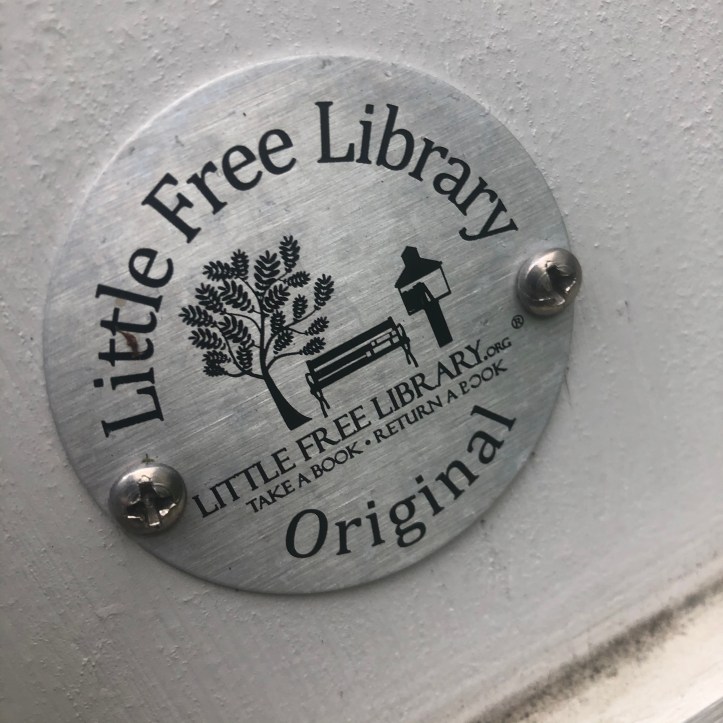 Little Free Library
LITTLE FREE LIBRARY.ORG®
TAKE A BOOK • RETURN A BOOK
Original